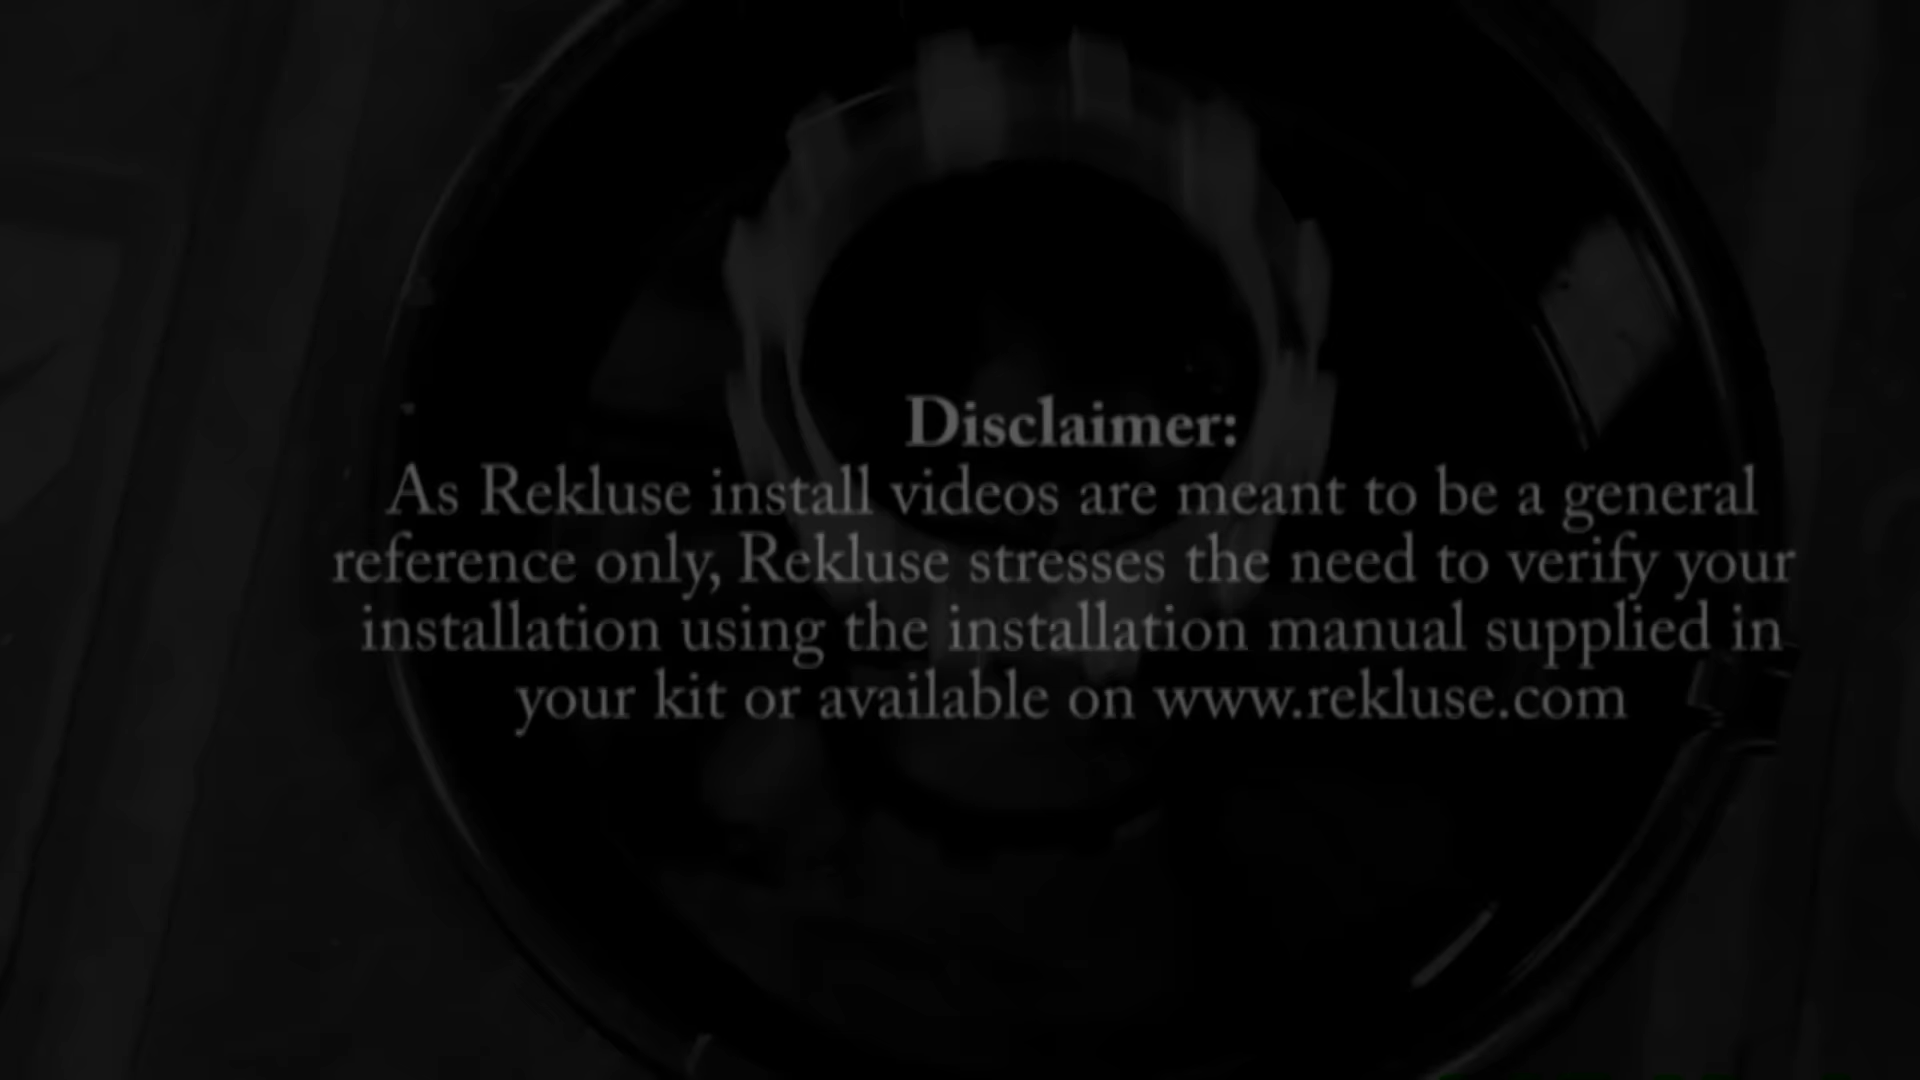 Disclaimer:
As Rekluse install videos are meant to be a general
reference only, Rekluse stresses the need to verify your
installation using the installation manual supplied in
your kit or available on www.rekluse.com